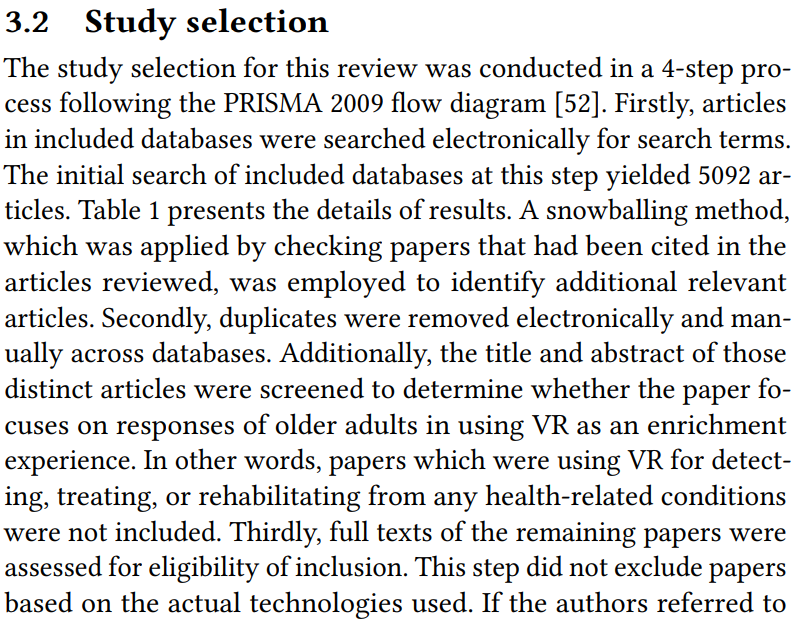 3.2 Study selection
The study selection for this review was conducted in a 4-step pro-
cess following the PRISMA 2009 flow diagram [52]. Firstly, articles
in included databases were searched electronically for search terms.
The initial search of included databases at this step yielded 5092 ar-
ticles. Table 1 presents the details of results. A snowballing method,
which was applied by checking papers that had been cited in the
articles reviewed, was employed to identify additional relevant
articles. Secondly, duplicates were removed electronically and man-
ually across databases. Additionally, the title and abstract of those
distinct articles were screened to determine whether the paper fo-
cuses on responses of older adults in using VR as an enrichment
experience. In other words, papers which were using VR for detect-
ing, treating, or rehabilitating from any health-related conditions
were not included. Thirdly, full texts of the remaining papers were
assessed for eligibility of inclusion. This step did not exclude papers
based on the actual technologies used. If the authors referred to